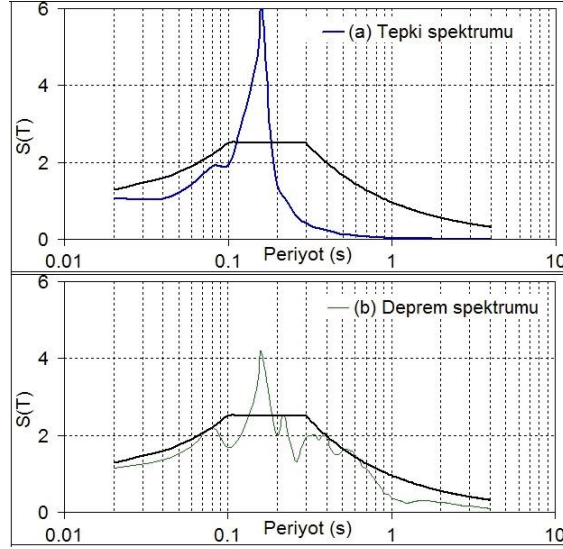 6
(a) Tepki spektrumu
4
S(T)
2
0
0.01 0.1 1 10
Periyot (s)
6
(b) Deprem spektrumu
4
S(T)
2
0
0.01 0.1 1 10
Periyot (s)